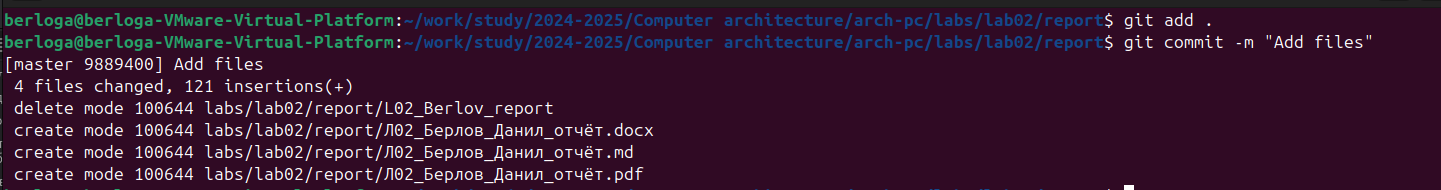 berloga@berloga-VMware-Virtual-Platform:~/work/study/2024-2025/Computer architecture/arch-pc/labs/lab02/report$ git add .
berloga@berloga-VMware-Virtual-Platform:~/work/study/2024-2025/Computer architecture/arch-pc/labs/lab02/report$ git commit -m "Add files"
[master 9889400] Add files
 4 files changed, 121 insertions(+)
 delete mode 100644 labs/lab02/report/L02_Berlov_report
 create mode 100644 labs/lab02/report/Л02_Берлов_Данил_отчёт.docx
 create mode 100644 labs/lab02/report/Л02_Берлов_Данил_отчёт.md
 create mode 100644 labs/lab02/report/Л02_Берлов_Данил_отчёт.pdf